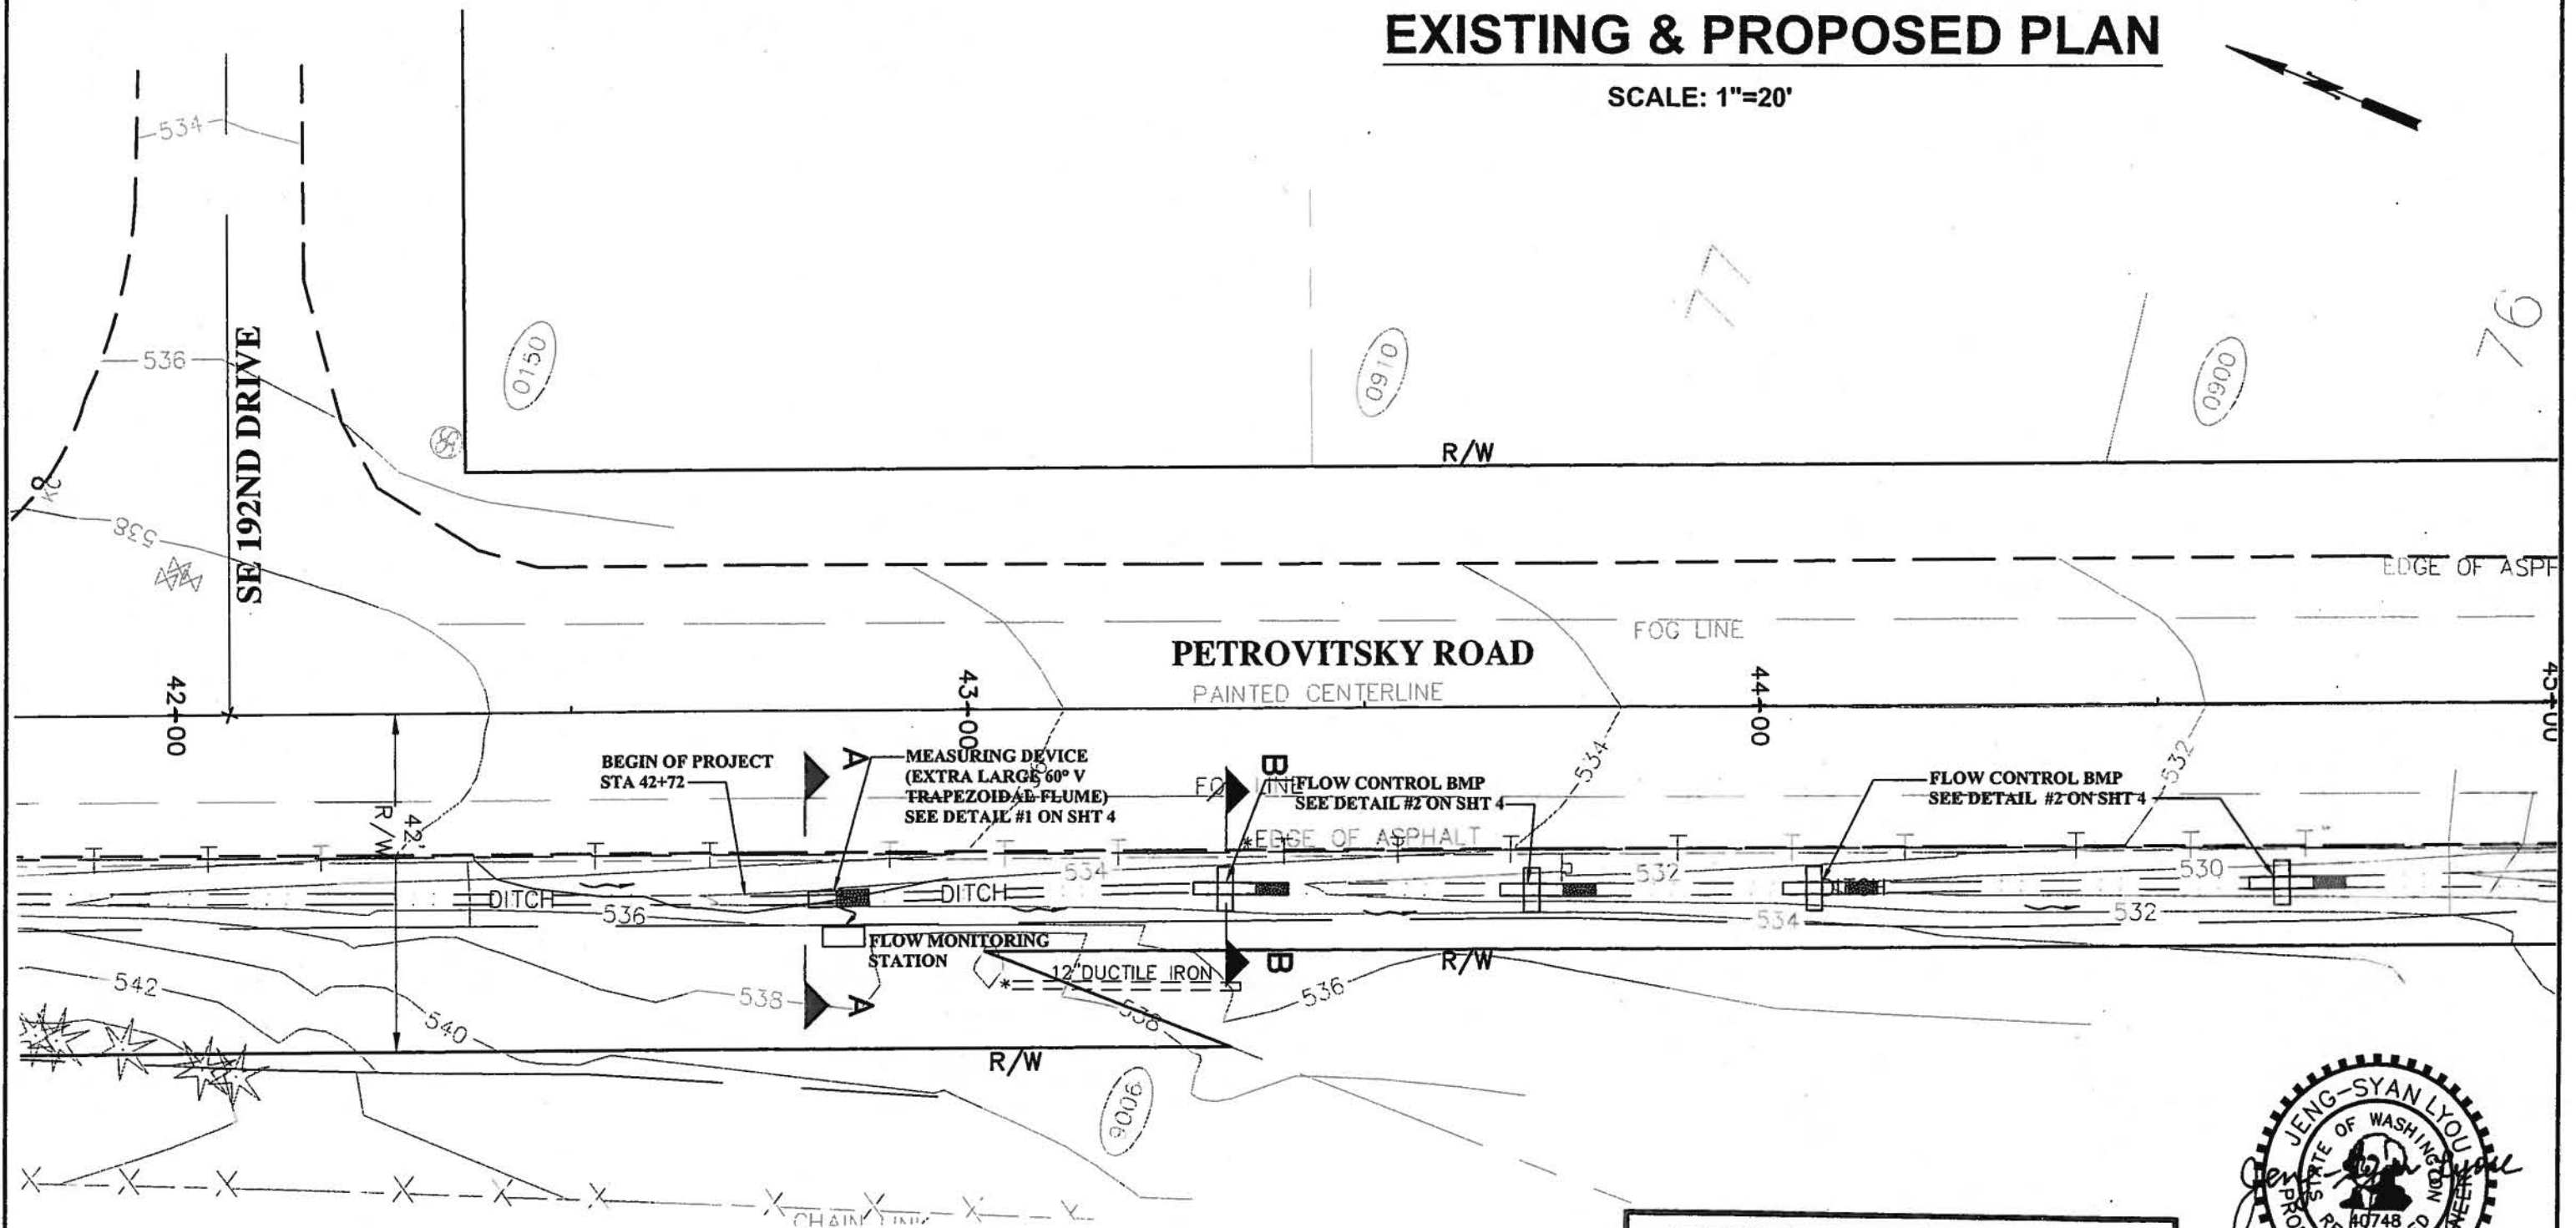 EXISTING & PROPOSED PLAN
SCALE: 1"=20'
N
534
536
538
SE 192ND DRIVE
0150
0910
77
0900
76
R/W
EDGE OF ASPH
FOG LINE
PETROVITSKY ROAD
PAINTED CENTERLINE
42+00
43+00
44+00
BEGIN OF PROJECT
STA 42+72
A
MEASURING DEVICE
(EXTRA LARGE 60° V
TRAPEZOIDAL FLUME)
SEE DETAIL #1 ON SHT 4
B
FLOW CONTROL BMP
SEE DETAIL #2 ON SHT 4
534
FLOW CONTROL BMP
SEE DETAIL #2 ON SHT 4
532
FOG LINE
42'
R/W
*EDGE OF ASPHALT
T T T T T T T T T T T T T T T
534
532
530
DITCH
DITCH
536
534
532
FLOW MONITORING
STATION
12" DUCTILE IRON
B
R/W
536
542
538
A
538
540
R/W
9006
X X X X X X X X X
CHAIN LINK
JENG-SYAN LYOU
STATE OF WASHINGTON
40748